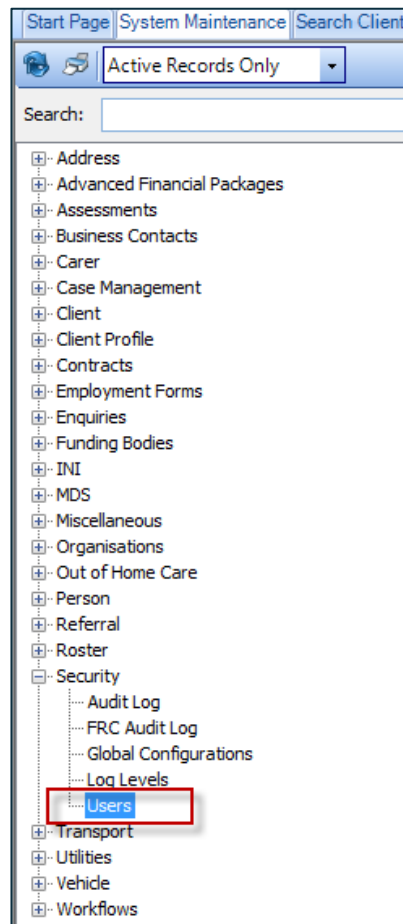 Start Page System Maintenance Search Client
Active Records Only
Search:
Address
Advanced Financial Packages
Assessments
Business Contacts
Carer
Case Management
Client
Client Profile
Contracts
Employment Forms
Enquiries
Funding Bodies
INI
MDS
Miscellaneous
Organisations
Out of Home Care
Person
Referral
Roster
Security
Audit Log
FRC Audit Log
Global Configurations
Log Levels
Users
Transport
Utilities
Vehicle
Workflows